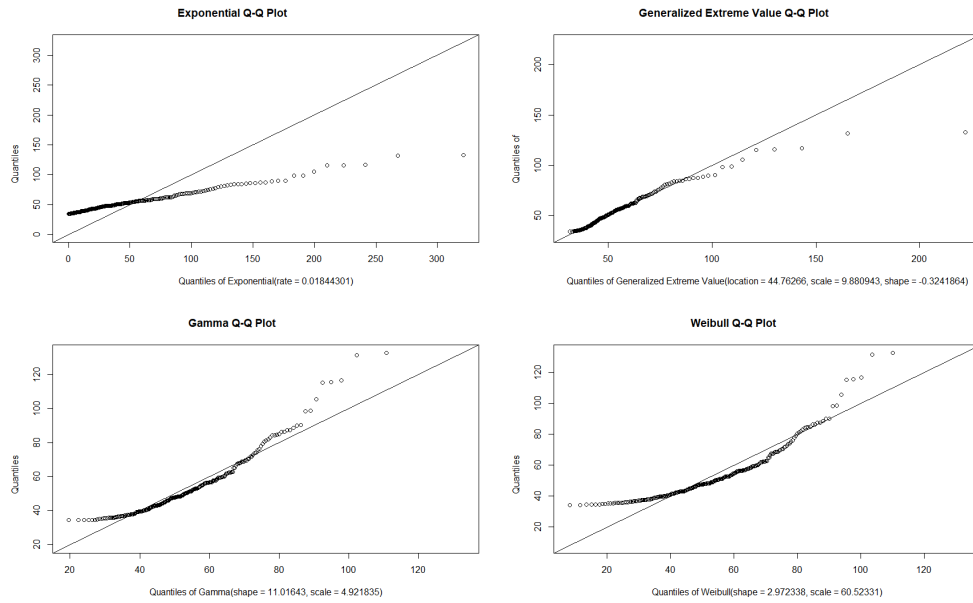 Exponential Q-Q Plot
Quantiles
0 50 100 150 200 250 300
0 50 100 150 200 250 300
Quantiles of Exponential(rate = 0.01844301)
Generalized Extreme Value Q-Q Plot
Quantiles of
50 100 150 200
50 100 150 200
Quantiles of Generalized Extreme Value(location = 44.76266, scale = 9.880943, shape = -0.3241864)
Gamma Q-Q Plot
Quantiles
20 40 60 80 100 120
20 40 60 80 100 120
Quantiles of Gamma(shape = 11.01643, scale = 4.921835)
Weibull Q-Q Plot
Quantiles
20 40 60 80 100 120
0 20 40 60 80 100 120
Quantiles of Weibull(shape = 2.972338, scale = 60.52331)